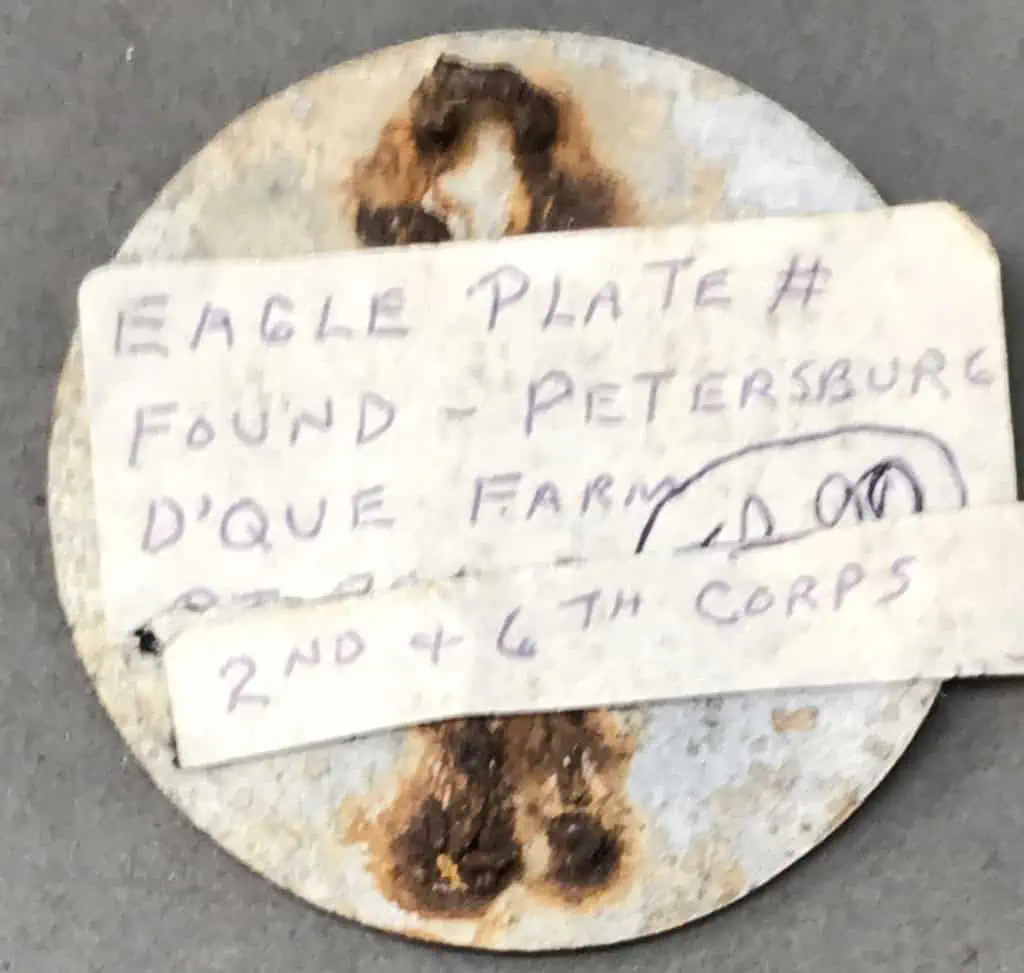 EAGLE PLATE #
FOUND - PETERSBURG
D'QUE FARM
2ND + 6TH CORPS